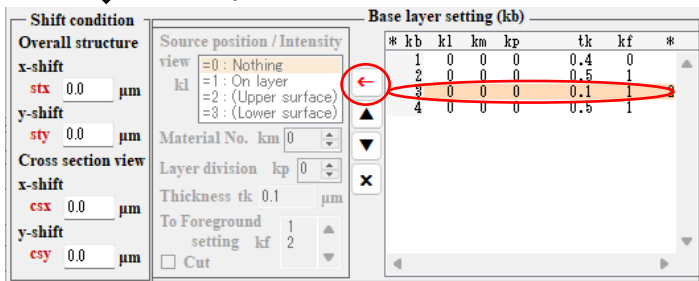 Shift condition
Overall structure
x-shift
stx 0.0 μm
y-shift
sty 0.0 μm
Cross section view
x-shift
csx 0.0 μm
y-shift
csy 0.0 μm
Source position / Intensity
view kl
=0 : Nothing
=1 : On layer
=2 : (Upper surface)
=3 : (Lower surface)
Material No. km 0
Layer division kp 0
Thickness tk 0.1 μm
To Foreground
setting kf
1
2
Cut
←
▲
▼
x
Base layer setting (kb)
* kb kl km kp tk kf *
1 0 0 0 0.4 0
2 0 0 0 0.5 1
3 0 0 0 0.1 1 2
4 0 0 0 0.5 1